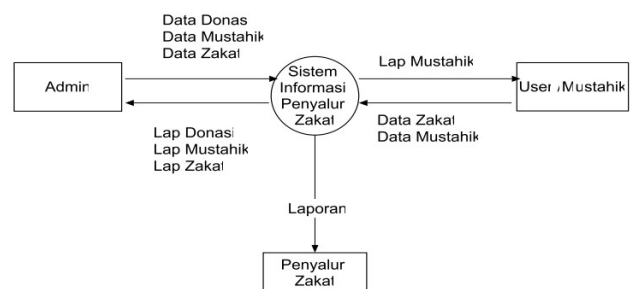 Data Donas
Data Mustahik
Data Zakat
Admin
Sistem
Informasi
Penyalur
Zakat
Lap Mustahik
User /Mustahik
Lap Donasi
Lap Mustahik
Lap Zakat
Data Zakat
Data Mustahik
Laporan
Penyalur
Zakat